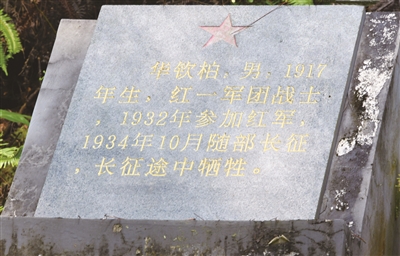 华钦柏，男，1917
年生，红一军团战士
，1932年参加红军，
1934年10月随部长征
，长征途中牺牲。